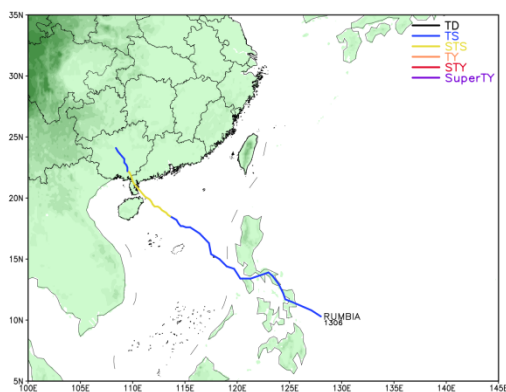 35N
30N
25N
20N
15N
10N
5N
100E 105E 110E 115E 120E 125E 130E 135E 140E 145E
TD
TS
STS
TY
STY
SuperTY
RUMBIA
1306